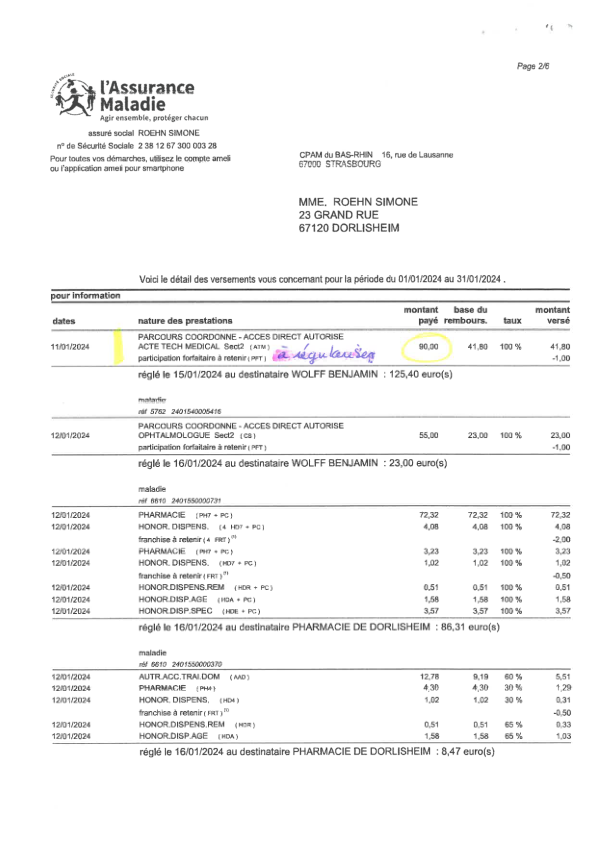 Page 2/6
l'Assurance
Maladie
Agir ensemble, protéger chacun
assuré social ROEHN SIMONE
n° de Sécurité Sociale 2 38 12 67 300 003 28
Pour toutes vos démarches, utilisez le compte ameli
ou l'application ameli pour smartphone
CPAM du BAS-RHIN 16, rue de Lausanne
67000 STRASBOURG
MME. ROEHN SIMONE
23 GRAND RUE
67120 DORLISHEIM
Voici le détail des versements vous concernant pour la période du 01/01/2024 au 31/01/2024 .
pour information
dates nature des prestations montant payé base du rembours. taux montant versé
PARCOURS COORDONNE - ACCES DIRECT AUTORISE
11/01/2024 ACTE TECH MEDICAL Sect2 (ATM) 90,00 41,80 100 % 41,80
participation forfaitaire à retenir (PPT) à régulariser -1,00
réglé le 15/01/2024 au destinataire WOLFF BENJAMIN : 125,40 euro(s)
maladie
réf 5762 2401540006416
PARCOURS COORDONNE - ACCES DIRECT AUTORISE
12/01/2024 OPHTALMOLOGUE Sect2 (CS) 55,00 23,00 100 % 23,00
participation forfaitaire à retenir (PPT) -1,00
réglé le 16/01/2024 au destinataire WOLFF BENJAMIN : 23,00 euro(s)
maladie
réf 6610 2401550000731
12/01/2024 PHARMACIE (PH7 + PC) 72,32 72,32 100 % 72,32
12/01/2024 HONOR. DISPENS. (4 HD7 + PC) 4,08 4,08 100 % 4,08
franchise à retenir (4 FRT) (1) -2,00
12/01/2024 PHARMACIE (PH7 + PC) 3,23 3,23 100 % 3,23
12/01/2024 HONOR. DISPENS. (HD7 + PC) 1,02 1,02 100 % 1,02
franchise à retenir (FRT) (1) -0,50
12/01/2024 HONOR.DISPENS.REM (HDR + PC) 0,51 0,51 100 % 0,51
12/01/2024 HONOR.DISP.AGE (HDA + PC) 1,58 1,58 100 % 1,58
12/01/2024 HONOR.DISP.SPEC (HDE + PC) 3,57 3,57 100 % 3,57
réglé le 16/01/2024 au destinataire PHARMACIE DE DORLISHEIM : 86,31 euro(s)
maladie
réf 6610 2401550000370
12/01/2024 AUTR.ACC.TRAI.DOM (AAD) 12,78 9,19 60 % 5,51
12/01/2024 PHARMACIE (PH4) 4,30 4,30 30 % 1,29
12/01/2024 HONOR. DISPENS. (HD4) 1,02 1,02 30 % 0,31
franchise à retenir (FRT) (1) -0,50
12/01/2024 HONOR.DISPENS.REM (HDR) 0,51 0,51 65 % 0,33
12/01/2024 HONOR.DISP.AGE (HDA) 1,58 1,58 65 % 1,03
réglé le 16/01/2024 au destinataire PHARMACIE DE DORLISHEIM : 8,47 euro(s)